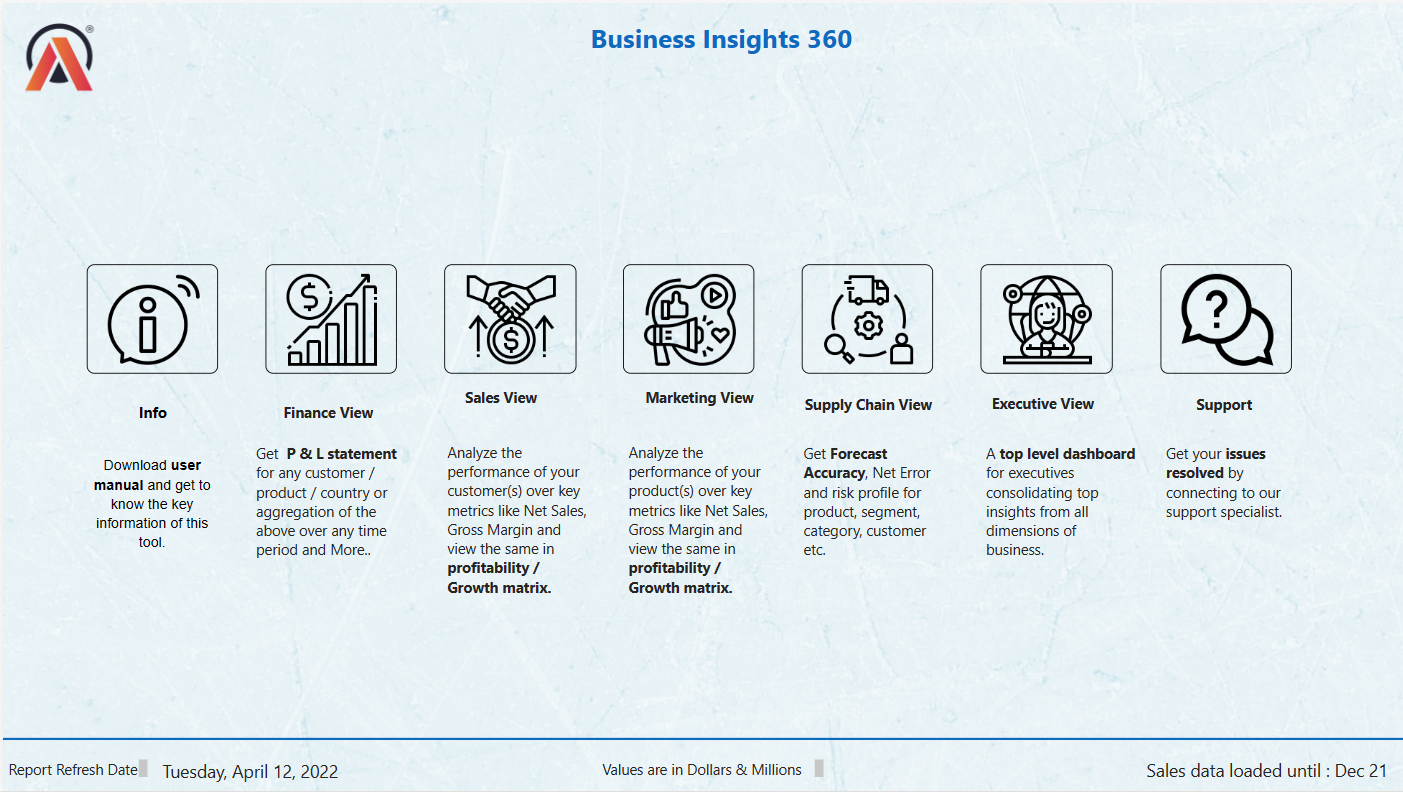 ®
Business Insights 360
$
$
?
Info
Download user
manual and get to
know the key
information of this
tool.
Finance View
Get  P & L statement
for any customer /
product / country or
aggregation of the
above over any time
period and More..
Sales View
Analyze the
performance of your
customer(s) over key
metrics like Net Sales,
Gross Margin and
view the same in
profitability /
Growth matrix.
Marketing View
Analyze the
performance of your
product(s) over key
metrics like Net Sales,
Gross Margin and
view the same in
profitability /
Growth matrix.
Supply Chain View
Get Forecast
Accuracy, Net Error
and risk profile for
product, segment,
category, customer
etc.
Executive View
A top level dashboard
for executives
consolidating top
insights from all
dimensions of
business.
Support
Get your issues
resolved by
connecting to our
support specialist.
Report Refresh Date
Tuesday, April 12, 2022
Values are in Dollars & Millions
Sales data loaded until : Dec 21